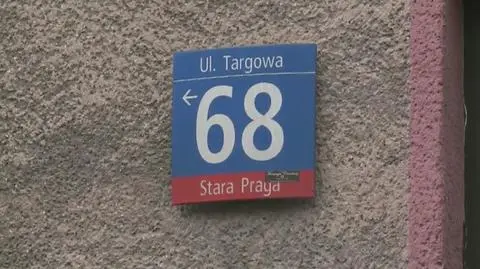 Ul. Targowa
← 68
Stara Praga